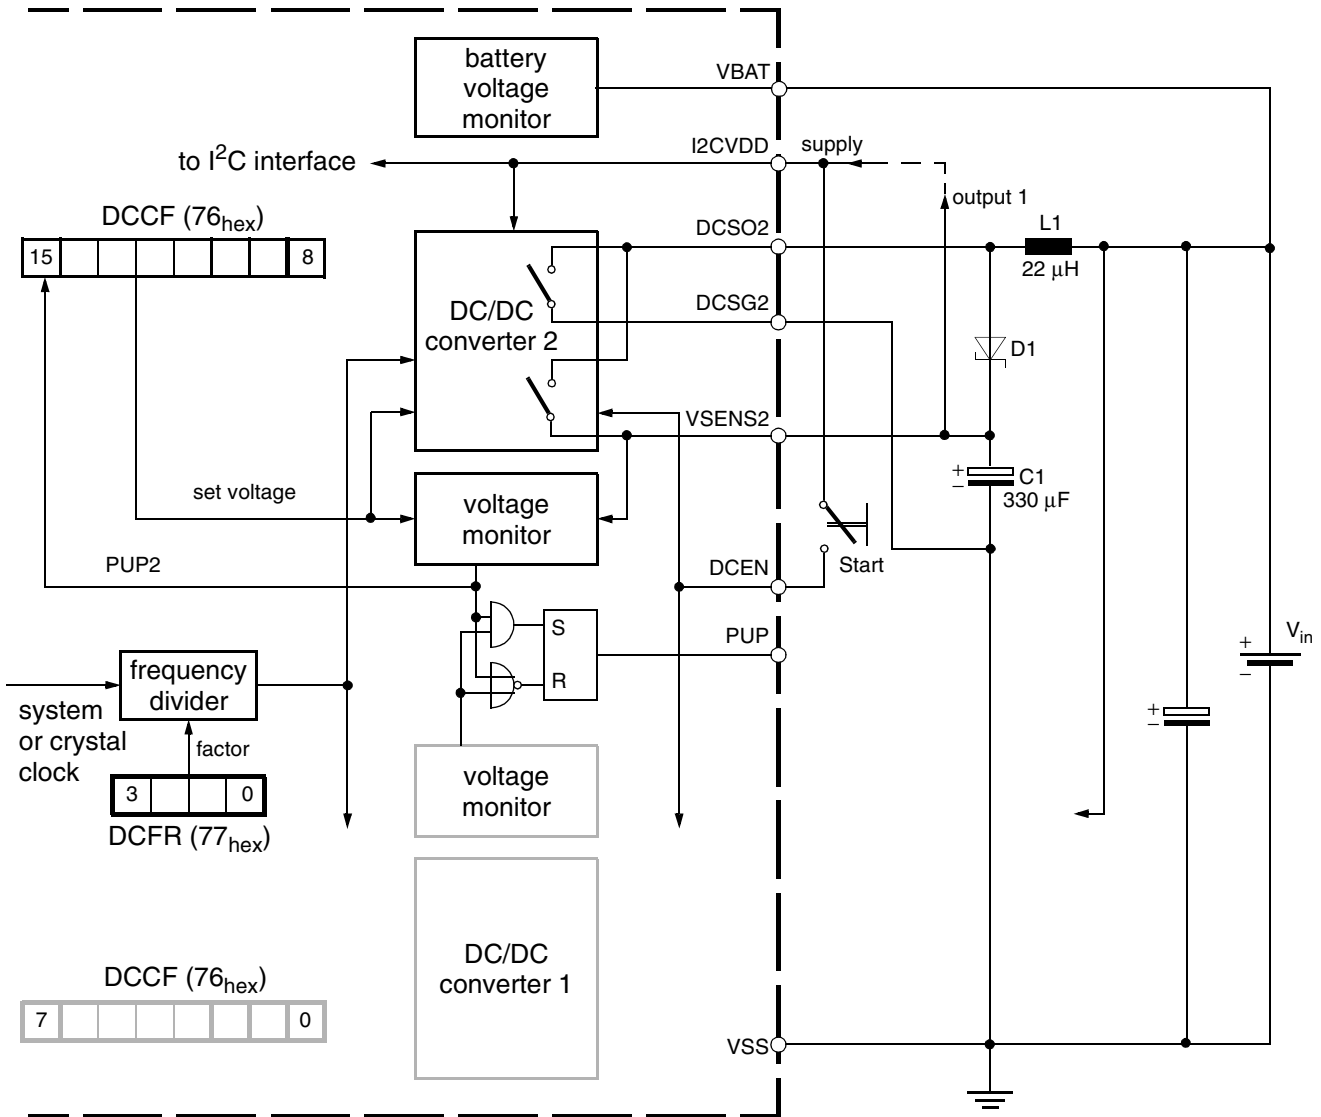 battery
voltage
monitor
VBAT
I2CVDD
supply
to I²C interface
output 1
DCCF (76hex)
15
8
DCSO2
L1
22 µH
DC/DC
converter 2
DCSG2
D1
VSENS2
+
−
C1
330 µF
set voltage
voltage
monitor
Start
PUP2
DCEN
S
R
PUP
Vin
+
−
frequency
divider
system
or crystal
clock
factor
+
−
3
0
DCFR (77hex)
voltage
monitor
DC/DC
converter 1
DCCF (76hex)
7
0
VSS